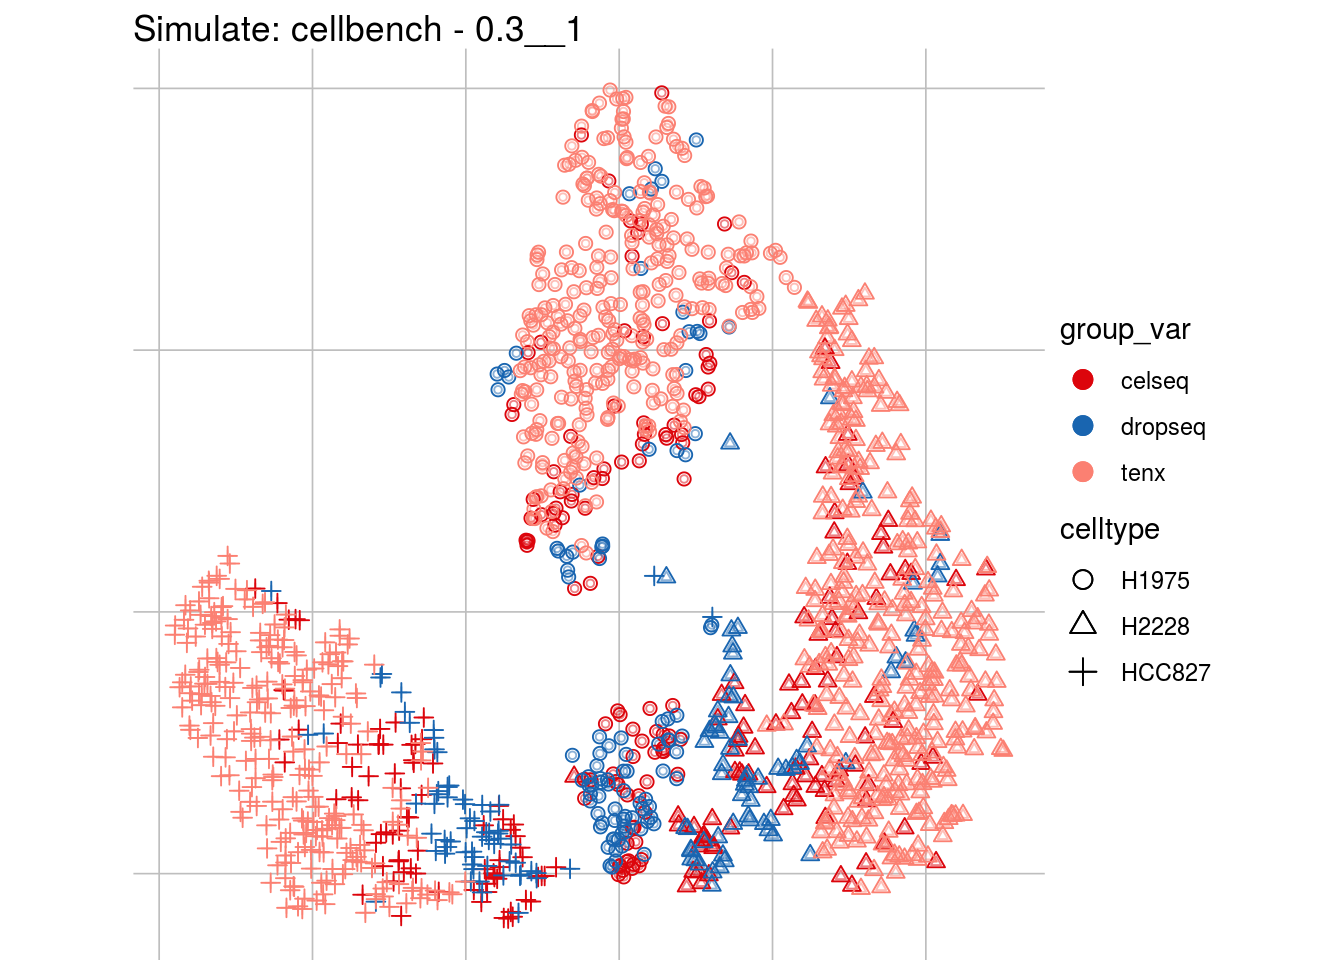 Simulate: cellbench - 0.3__1
group_var
celseq
dropseq
tenx
celltype
H1975
H2228
HCC827